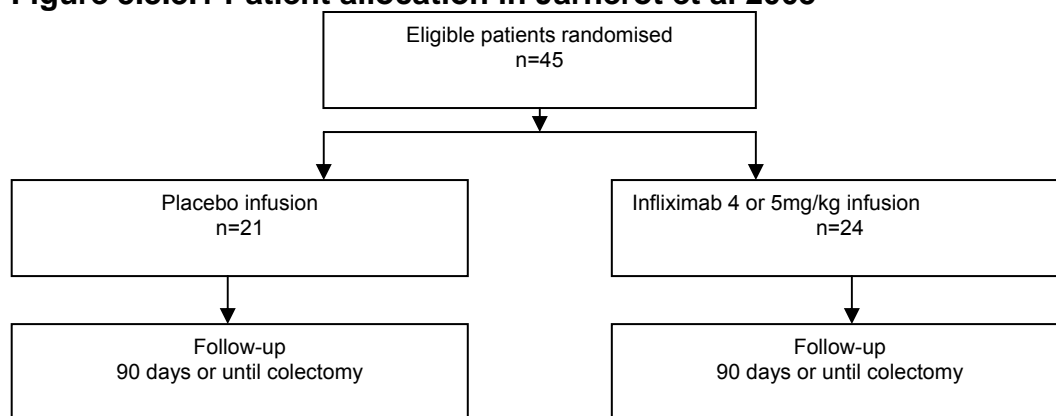 Eligible patients randomised
n=45
Placebo infusion
n=21
Infliximab 4 or 5mg/kg infusion
n=24
Follow-up
90 days or until colectomy
Follow-up
90 days or until colectomy